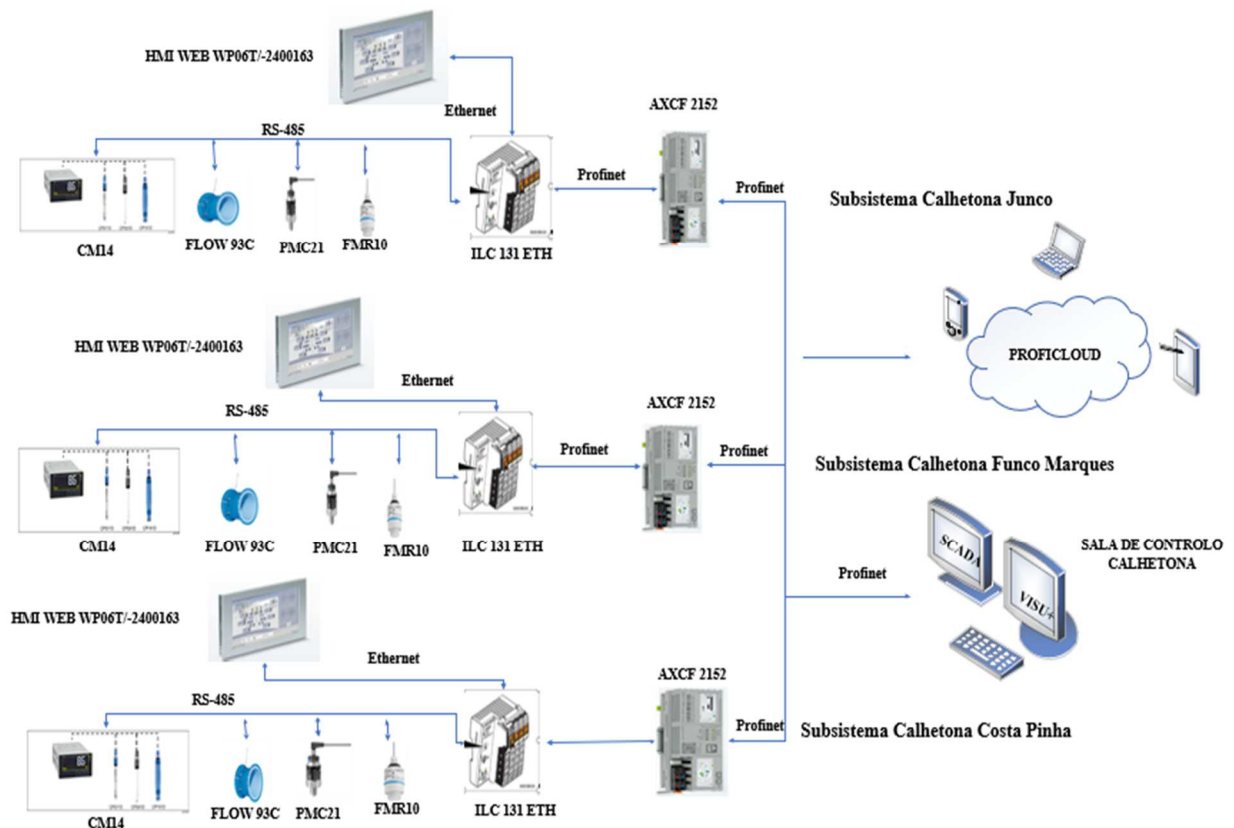 HMI WEB WP06T/-2400163
Ethernet
RS-485
AXCF 2152
Profinet
Profinet
CM14
FLOW 93C
PMC21
FMR10
ILC 131 ETH
Subsistema Calhetona Junco
PROFICLOUD
HMI WEB WP06T/-2400163
Ethernet
RS-485
AXCF 2152
Profinet
Profinet
CM14
FLOW 93C
PMC21
FMR10
ILC 131 ETH
Subsistema Calhetona Funco Marques
SCADA
VISU+
SALA DE CONTROLO
CALHETONA
Profinet
HMI WEB WP06T/-2400163
Ethernet
RS-485
AXCF 2152
Profinet
CM14
FLOW 93C
PMC21
FMR10
ILC 131 ETH
Subsistema Calhetona Costa Pinha